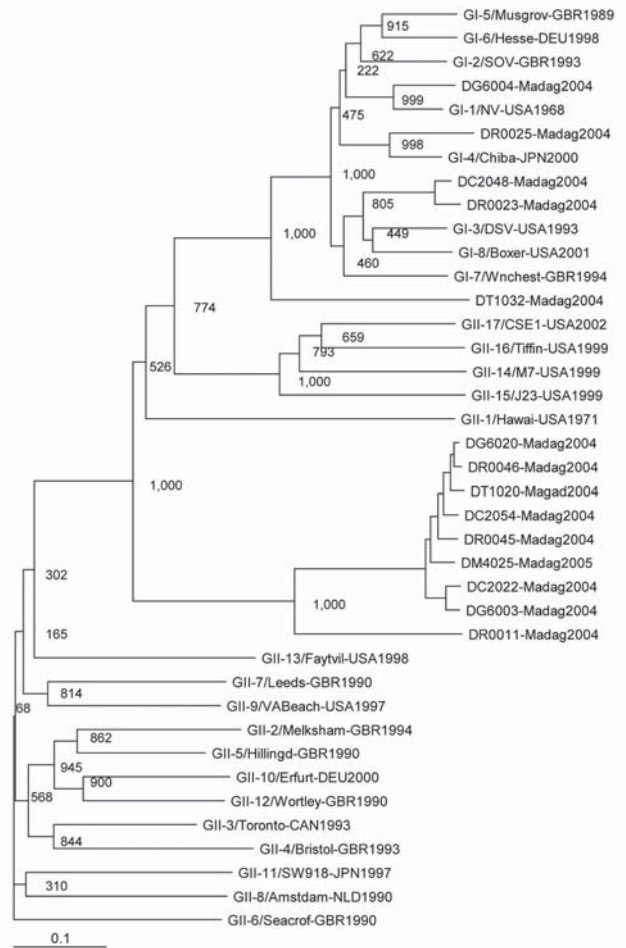 GI-5/Musgrov-GBR1989
915
GI-6/Hesse-DEU1998
622
GI-2/SOV-GBR1993
222
DG6004-Madag2004
999
GI-1/NV-USA1968
475
DR0025-Madag2004
998
GI-4/Chiba-JPN2000
1,000
DC2048-Madag2004
805
DR0023-Madag2004
GI-3/DSV-USA1993
449
1,000
GI-8/Boxer-USA2001
460
GI-7/Wnchest-GBR1994
DT1032-Madag2004
774
GII-17/CSE1-USA2002
659
GII-16/Tiffin-USA1999
793
526
GII-14/M7-USA1999
1,000
GII-15/J23-USA1999
GII-1/Hawai-USA1971
DG6020-Madag2004
DR0046-Madag2004
1,000
DT1020-Magad2004
DC2054-Madag2004
DR0045-Madag2004
DM4025-Madag2005
302
DC2022-Madag2004
1,000
DG6003-Madag2004
165
DR0011-Madag2004
GII-13/Faytvil-USA1998
GII-7/Leeds-GBR1990
814
GII-9/VABeach-USA1997
68
GII-2/Melksham-GBR1994
862
GII-5/Hillingd-GBR1990
945
GII-10/Erfurt-DEU2000
900
568
GII-12/Wortley-GBR1990
GII-3/Toronto-CAN1993
844
GII-4/Bristol-GBR1993
GII-11/SW918-JPN1997
310
GII-8/Amstdam-NLD1990
GII-6/Seacrof-GBR1990
0.1